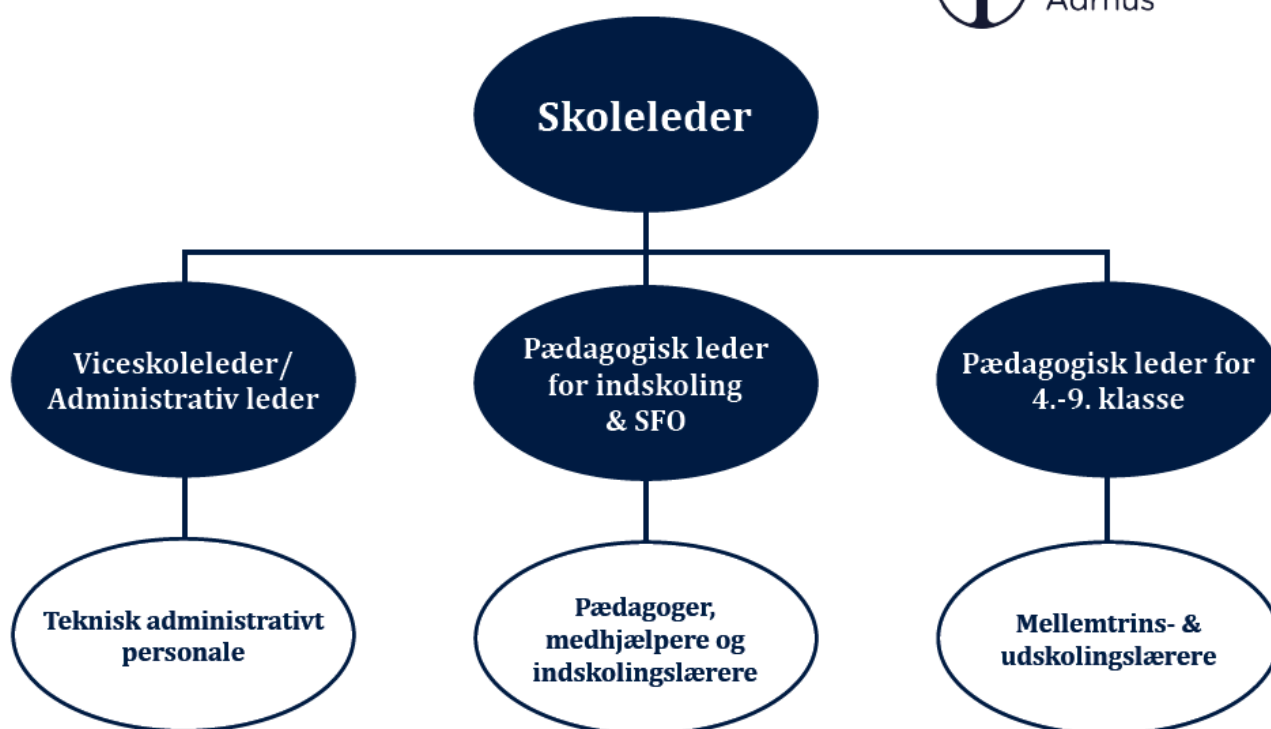 Aarhus
Skoleleder
Viceskoleleder/
Administrativ leder
Pædagogisk leder
for indskoling
& SFO
Pædagogisk leder for
4.-9. klasse
Teknisk administrativt
personale
Pædagoger,
medhjælpere og
indskolingslærere
Mellemtrins- &
udskolingslærere